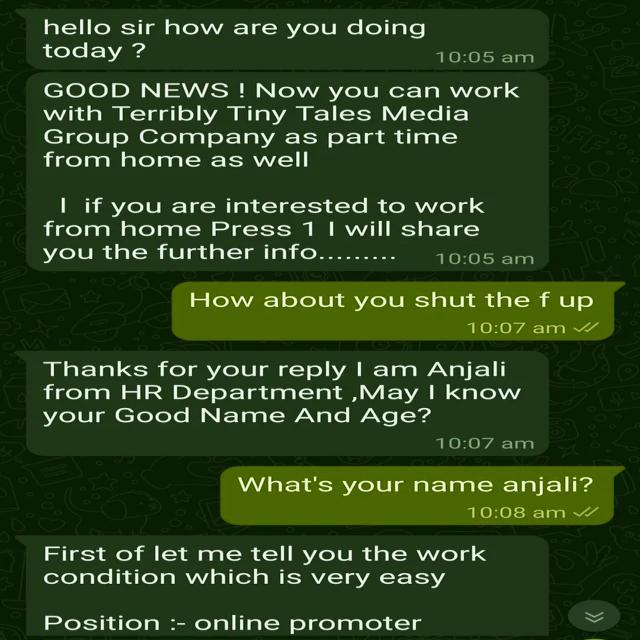 hello sir how are you doing
today ?
10:05 am
GOOD NEWS ! Now you can work
with Terribly Tiny Tales Media
Group Company as part time
from home as well
I if you are interested to work
from home Press 1 I will share
you the further info.........
10:05 am
How about you shut the f up
10:07 am
Thanks for your reply I am Anjali
from HR Department ,May I know
your Good Name And Age?
10:07 am
What's your name anjali?
10:08 am
First of let me tell you the work
condition which is very easy
Position :- online promoter